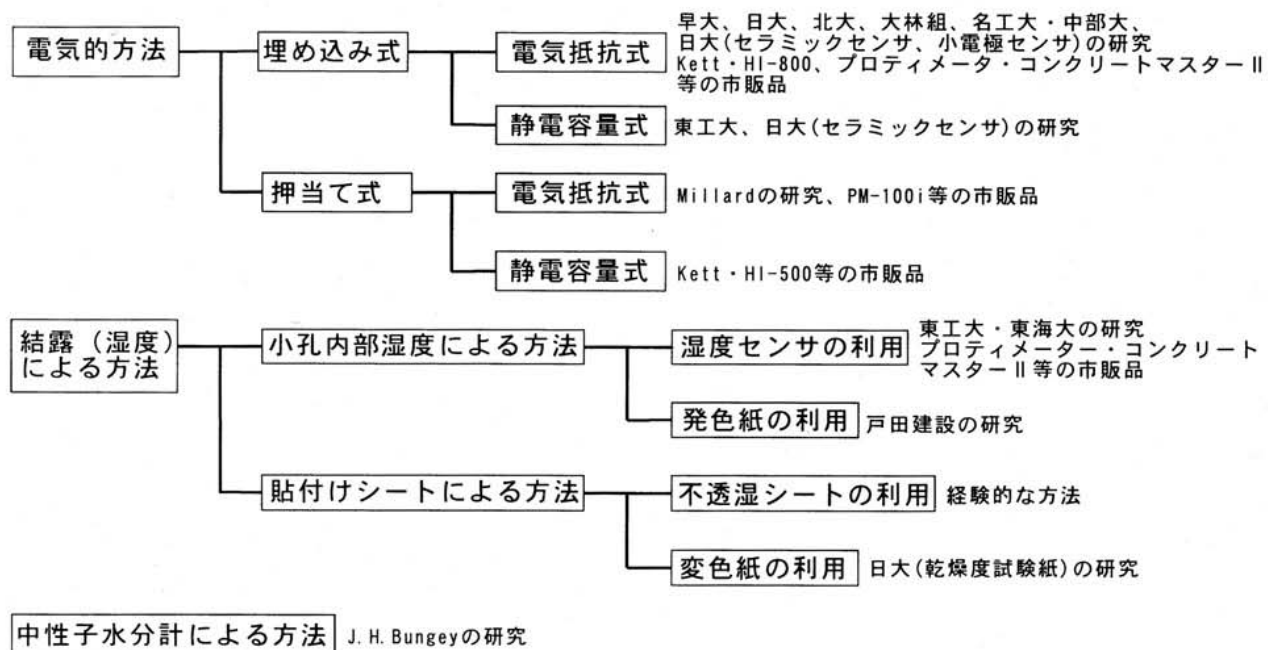 電気的方法
埋め込み式
電気抵抗式
早大、日大、北大、大林組、名工大・中部大、
日大(セラミックセンサ、小電極センサ)の研究
Kett・HI-800、プロティメータ・コンクリートマスターⅡ
等の市販品
静電容量式
東工大、日大(セラミックセンサ)の研究
押当て式
電気抵抗式
Millardの研究、PM-100i等の市販品
静電容量式
Kett・HI-500等の市販品
結露(湿度)
による方法
小孔内部湿度による方法
湿度センサの利用
東工大・東海大の研究
プロティメーター・コンクリート
マスターⅡ等の市販品
発色紙の利用
戸田建設の研究
貼付けシートによる方法
不透湿シートの利用
経験的な方法
変色紙の利用
日大(乾燥度試験紙)の研究
中性子水分計による方法
J.H.Bungeyの研究